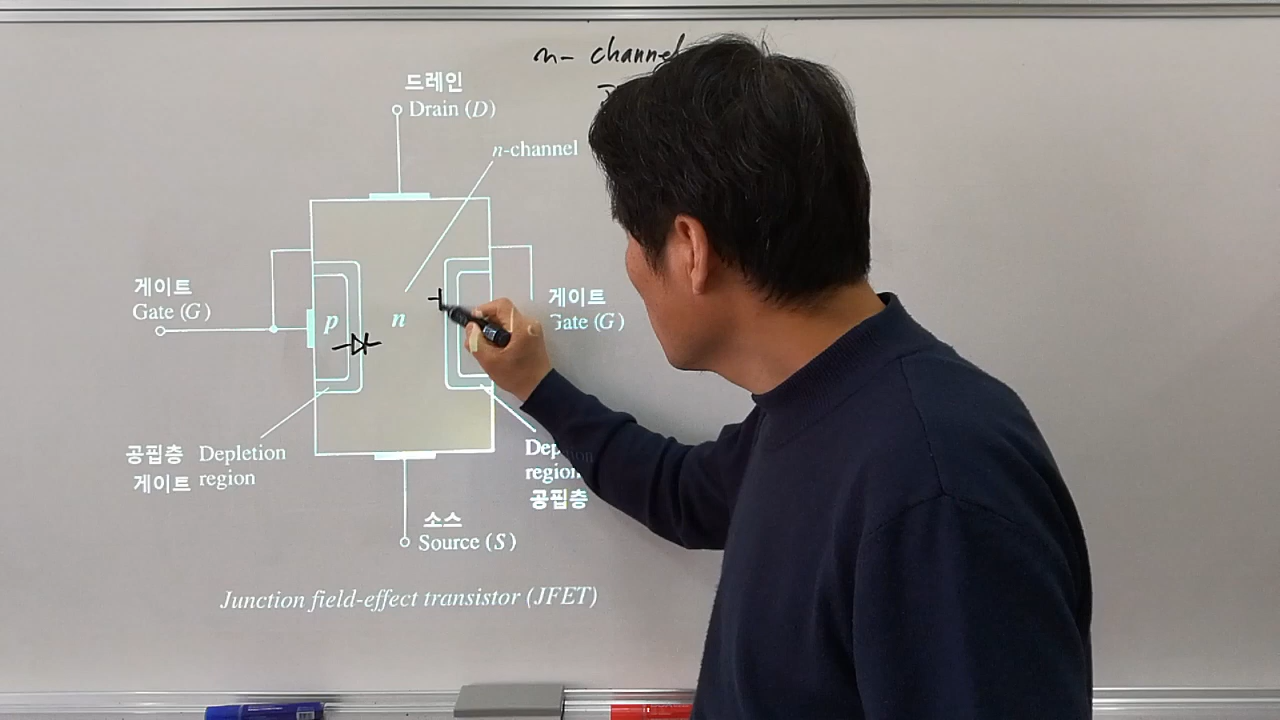 n- channel
드레인
Drain (D)
n-channel
게이트
Gate (G)
p
n
게이트
Gate (G)
공핍층
게이트
Depletion
region
region
공핍층
소스
Source (S)
Junction field-effect transistor (JFET)